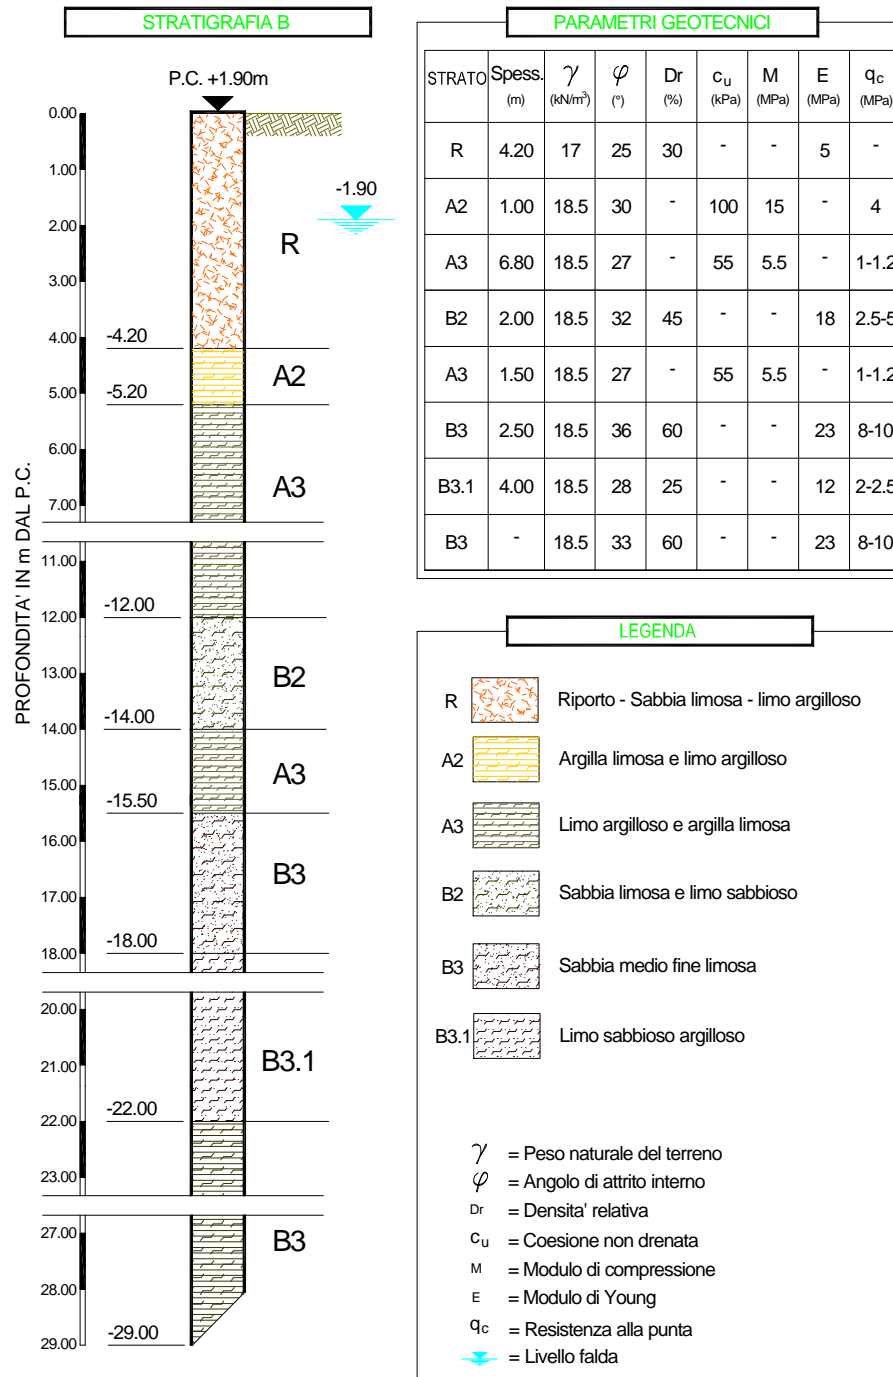 STRATIGRAFIA B
P.C. +1.90m
PROFONDITA' IN m DAL P.C.
0.00
1.00
2.00
3.00
4.00
5.00
6.00
7.00
11.00
12.00
13.00
14.00
15.00
16.00
17.00
18.00
20.00
21.00
22.00
23.00
27.00
28.00
29.00
-1.90
-4.20
-5.20
-12.00
-14.00
-15.50
-18.00
-22.00
-29.00
R
A2
A3
B2
A3
B3
B3.1
B3
PARAMETRI GEOTECNICI
STRATO Spess. (m) γ (kN/m³) φ (°) Dr (%) cu (kPa) M (MPa) E (MPa) qc (MPa)
R 4.20 17 25 30 - - 5 -
A2 1.00 18.5 30 - 100 15 - 4
A3 6.80 18.5 27 - 55 5.5 - 1-1.2
B2 2.00 18.5 32 45 - - 18 2.5-5
A3 1.50 18.5 27 - 55 5.5 - 1-1.2
B3 2.50 18.5 36 60 - - 23 8-10
B3.1 4.00 18.5 28 25 - - 12 2-2.5
B3 - 18.5 33 60 - - 23 8-10
LEGENDA
R Riporto - Sabbia limosa - limo argilloso
A2 Argilla limosa e limo argilloso
A3 Limo argilloso e argilla limosa
B2 Sabbia limosa e limo sabbioso
B3 Sabbia medio fine limosa
B3.1 Limo sabbioso argilloso
γ = Peso naturale del terreno
φ = Angolo di attrito interno
Dr = Densita' relativa
cu = Coesione non drenata
M = Modulo di compressione
E = Modulo di Young
qc = Resistenza alla punta
= Livello falda